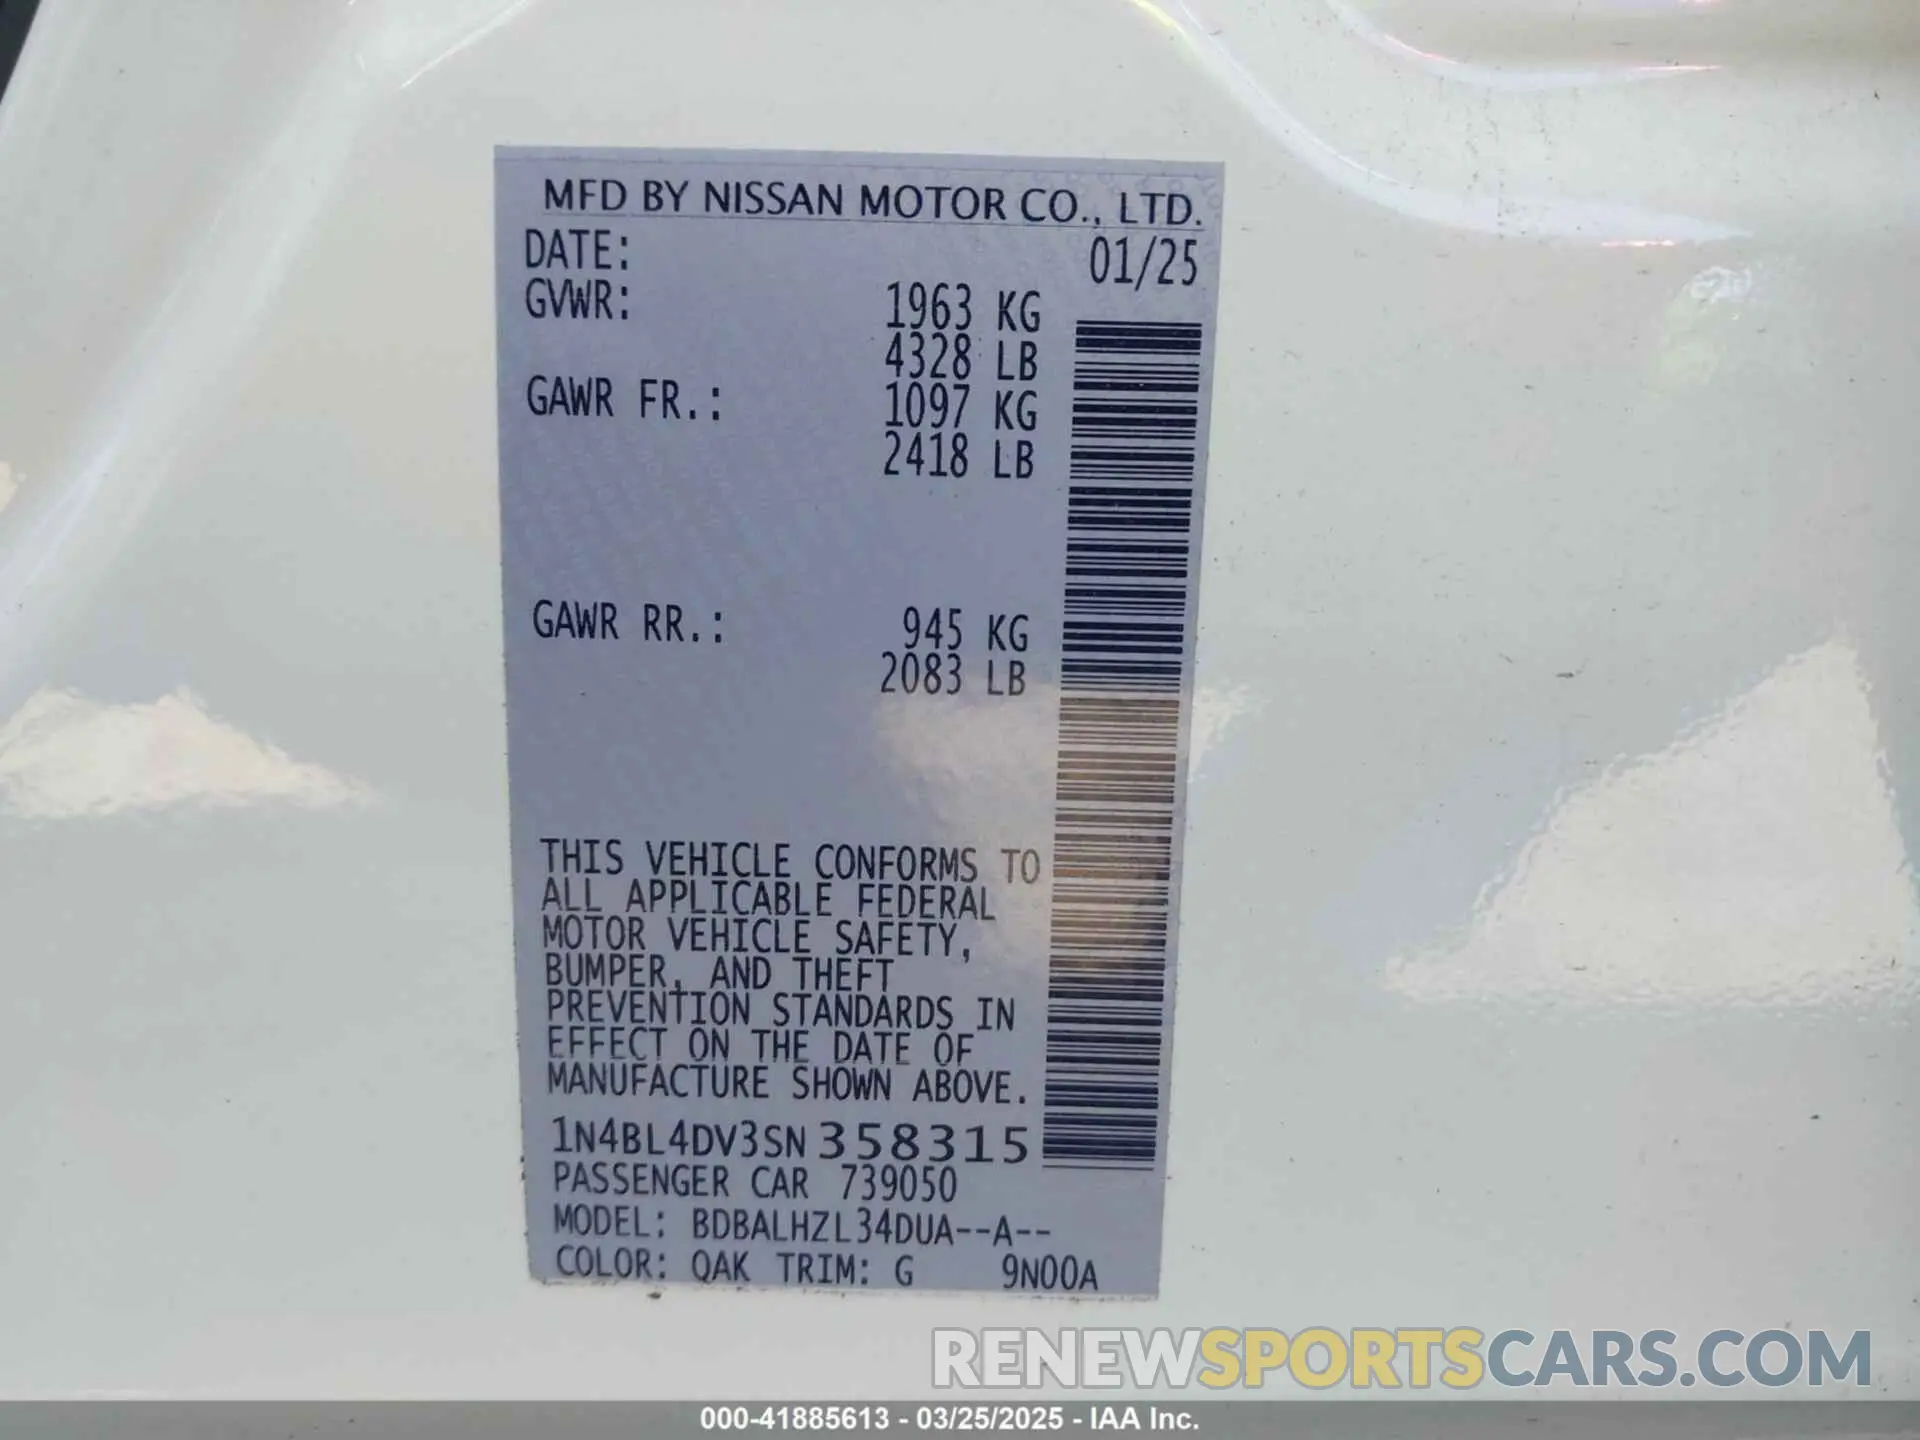 MFD BY NISSAN MOTOR CO., LTD.
DATE: 01/25
GVWR: 1963 KG
4328 LB
GAWR FR.: 1097 KG
2418 LB
GAWR RR.: 945 KG
2083 LB
THIS VEHICLE CONFORMS TO
ALL APPLICABLE FEDERAL
MOTOR VEHICLE SAFETY,
BUMPER, AND THEFT
PREVENTION STANDARDS IN
EFFECT ON THE DATE OF
MANUFACTURE SHOWN ABOVE.
1N4BL4DV3SN358315
PASSENGER CAR 739050
MODEL: BDBALHZL34DUA--A--
COLOR: QAK TRIM: G 9N00A
RENEWSPORTSCARS.COM
000-41885613 - 03/25/2025 - IAA Inc.